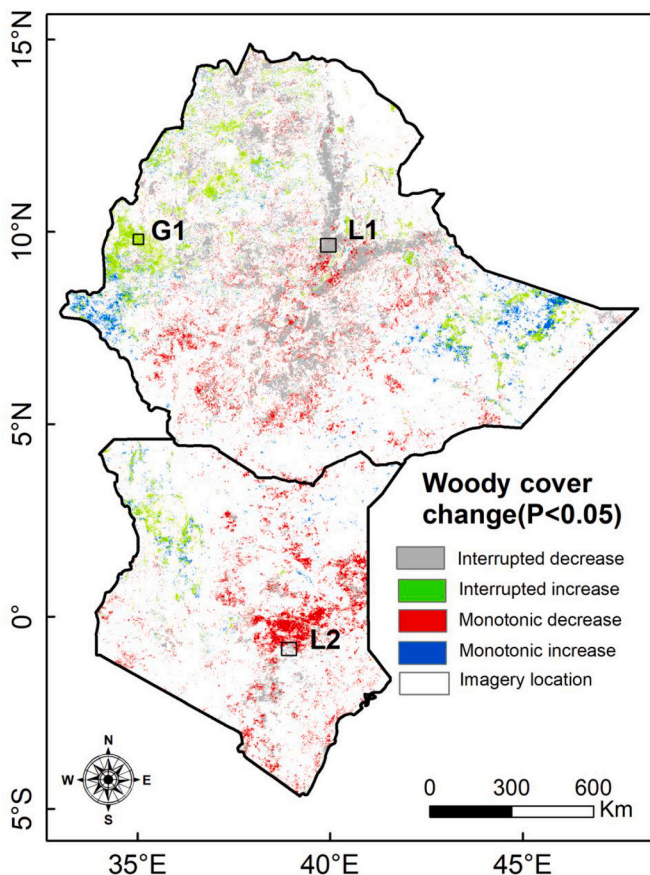 15°N
10°N
5°N
0°
5°S
G1
L1
L2
Woody cover
change(P<0.05)
Interrupted decrease
Interrupted increase
Monotonic decrease
Monotonic increase
Imagery location
N
W E
S
0 300 600
Km
35°E 40°E 45°E